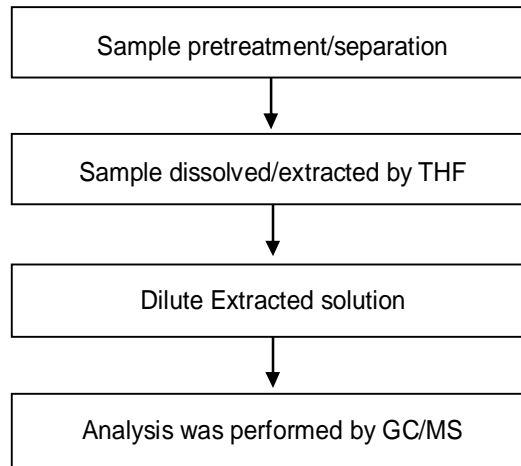 Sample pretreatment/separation
Sample dissolved/extracted by THF
Dilute Extracted solution
Analysis was performed by GC/MS